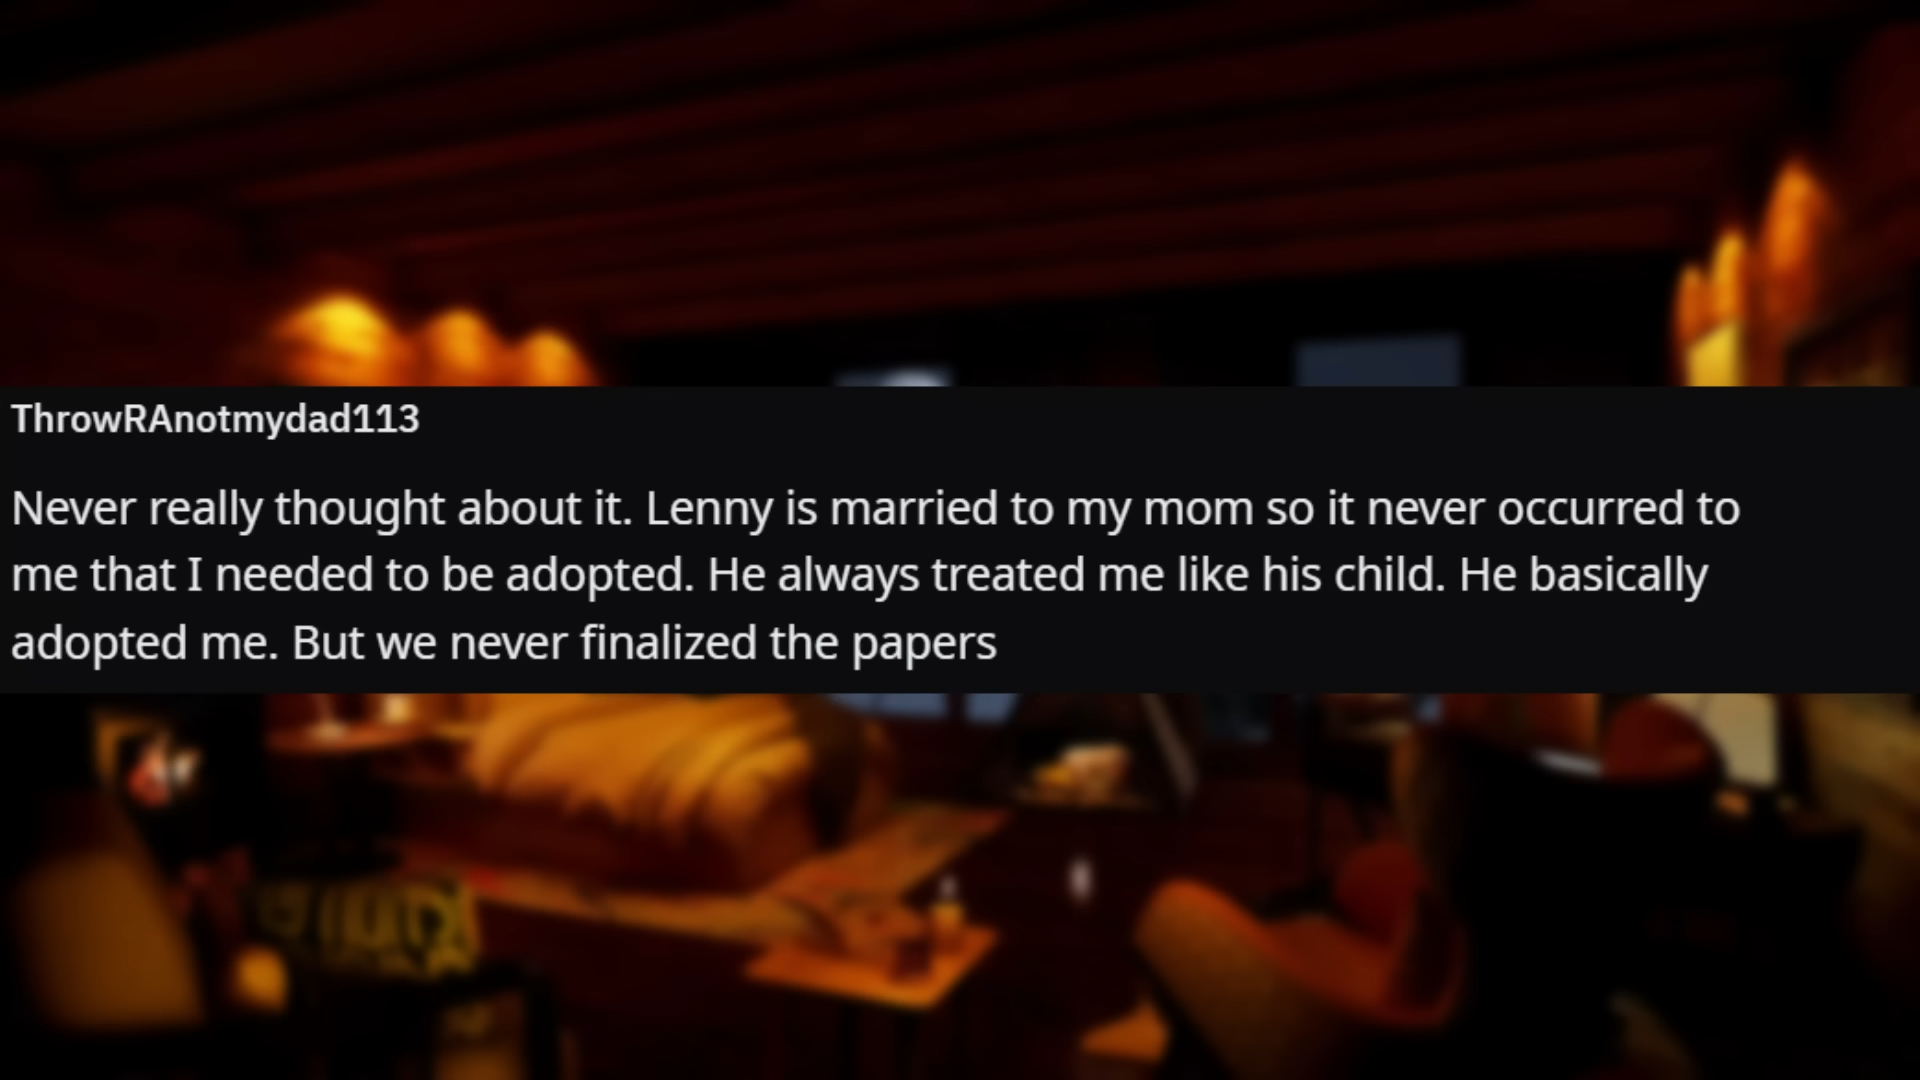 ThrowRAnotmydad113
Never really thought about it. Lenny is married to my mom so it never occurred to
me that I needed to be adopted. He always treated me like his child. He basically
adopted me. But we never finalized the papers